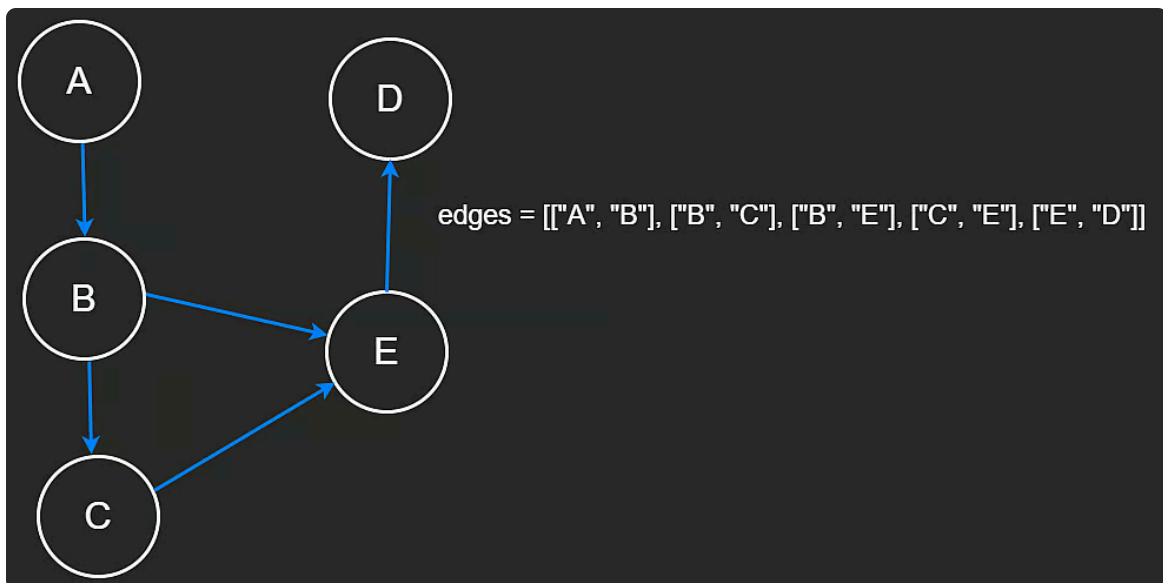 A
D
edges = [["A", "B"], ["B", "C"], ["B", "E"], ["C", "E"], ["E", "D"]]
B
E
C